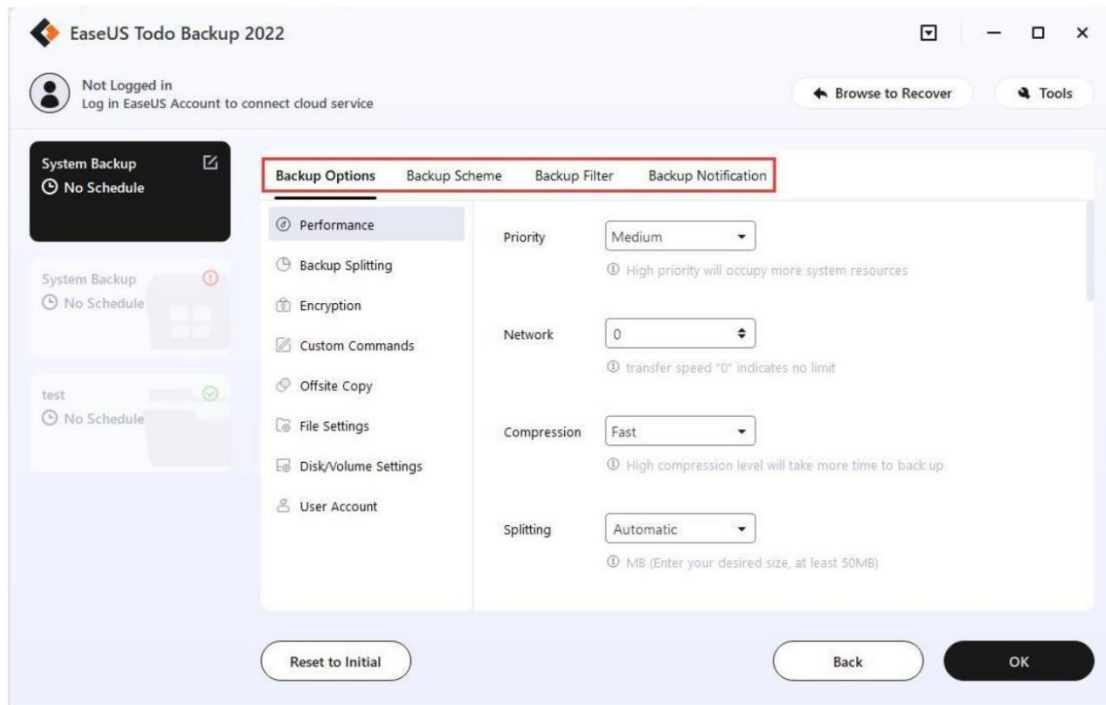 EaseUS Todo Backup 2022
Not Logged in
Log in EaseUS Account to connect cloud service
Browse to Recover
Tools
System Backup
No Schedule
System Backup
No Schedule
test
No Schedule
Backup Options Backup Scheme Backup Filter Backup Notification
Performance
Backup Splitting
Encryption
Custom Commands
Offsite Copy
File Settings
Disk/Volume Settings
User Account
Priority Medium
High priority will occupy more system resources
Network 0
transfer speed "0" indicates no limit
Compression Fast
High compression level will take more time to back up
Splitting Automatic
MB (Enter your desired size, at least 50MB)
Reset to Initial
Back
OK